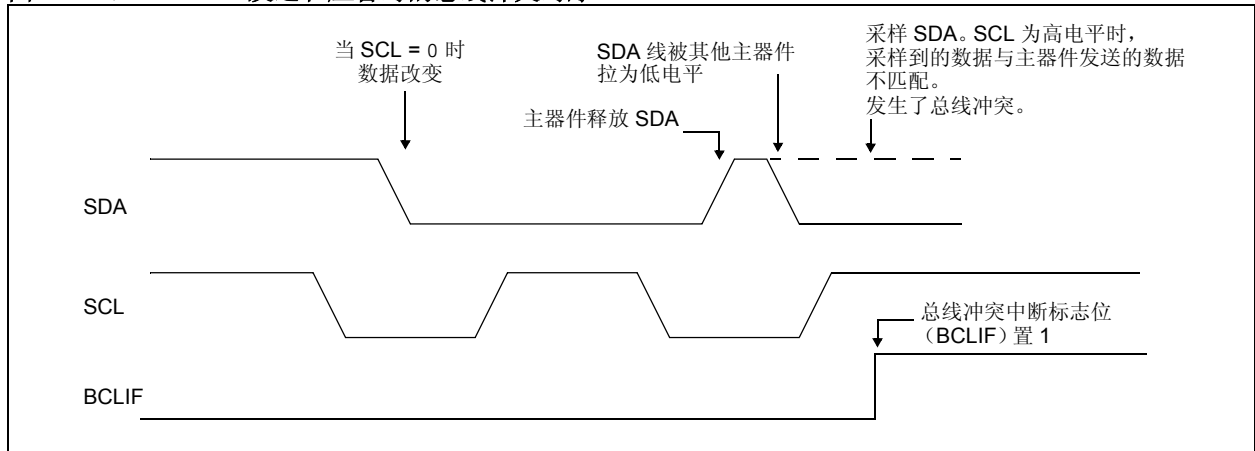 当 SCL = 0 时
数据改变
SDA 线被其他主器件
拉为低电平
采样 SDA。SCL 为高电平时，
采样到的数据与主器件发送的数据
不匹配。
发生了总线冲突。
主器件释放 SDA
SDA
SCL
总线冲突中断标志位
（BCLIF）置 1
BCLIF